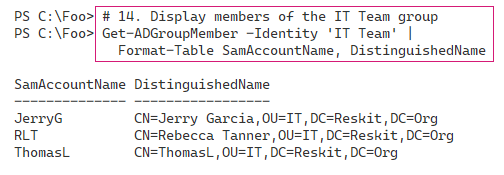 PS C:\Foo> # 14. Display members of the IT Team group
PS C:\Foo> Get-ADGroupMember -Identity 'IT Team' |
Format-Table SamAccountName, DistinguishedName
SamAccountName DistinguishedName
-------------- -----------------
JerryG CN=Jerry Garcia,OU=IT,DC=Reskit,DC=Org
RLT CN=Rebecca Tanner,OU=IT,DC=Reskit,DC=Org
ThomasL CN=ThomasL,OU=IT,DC=Reskit,DC=Org